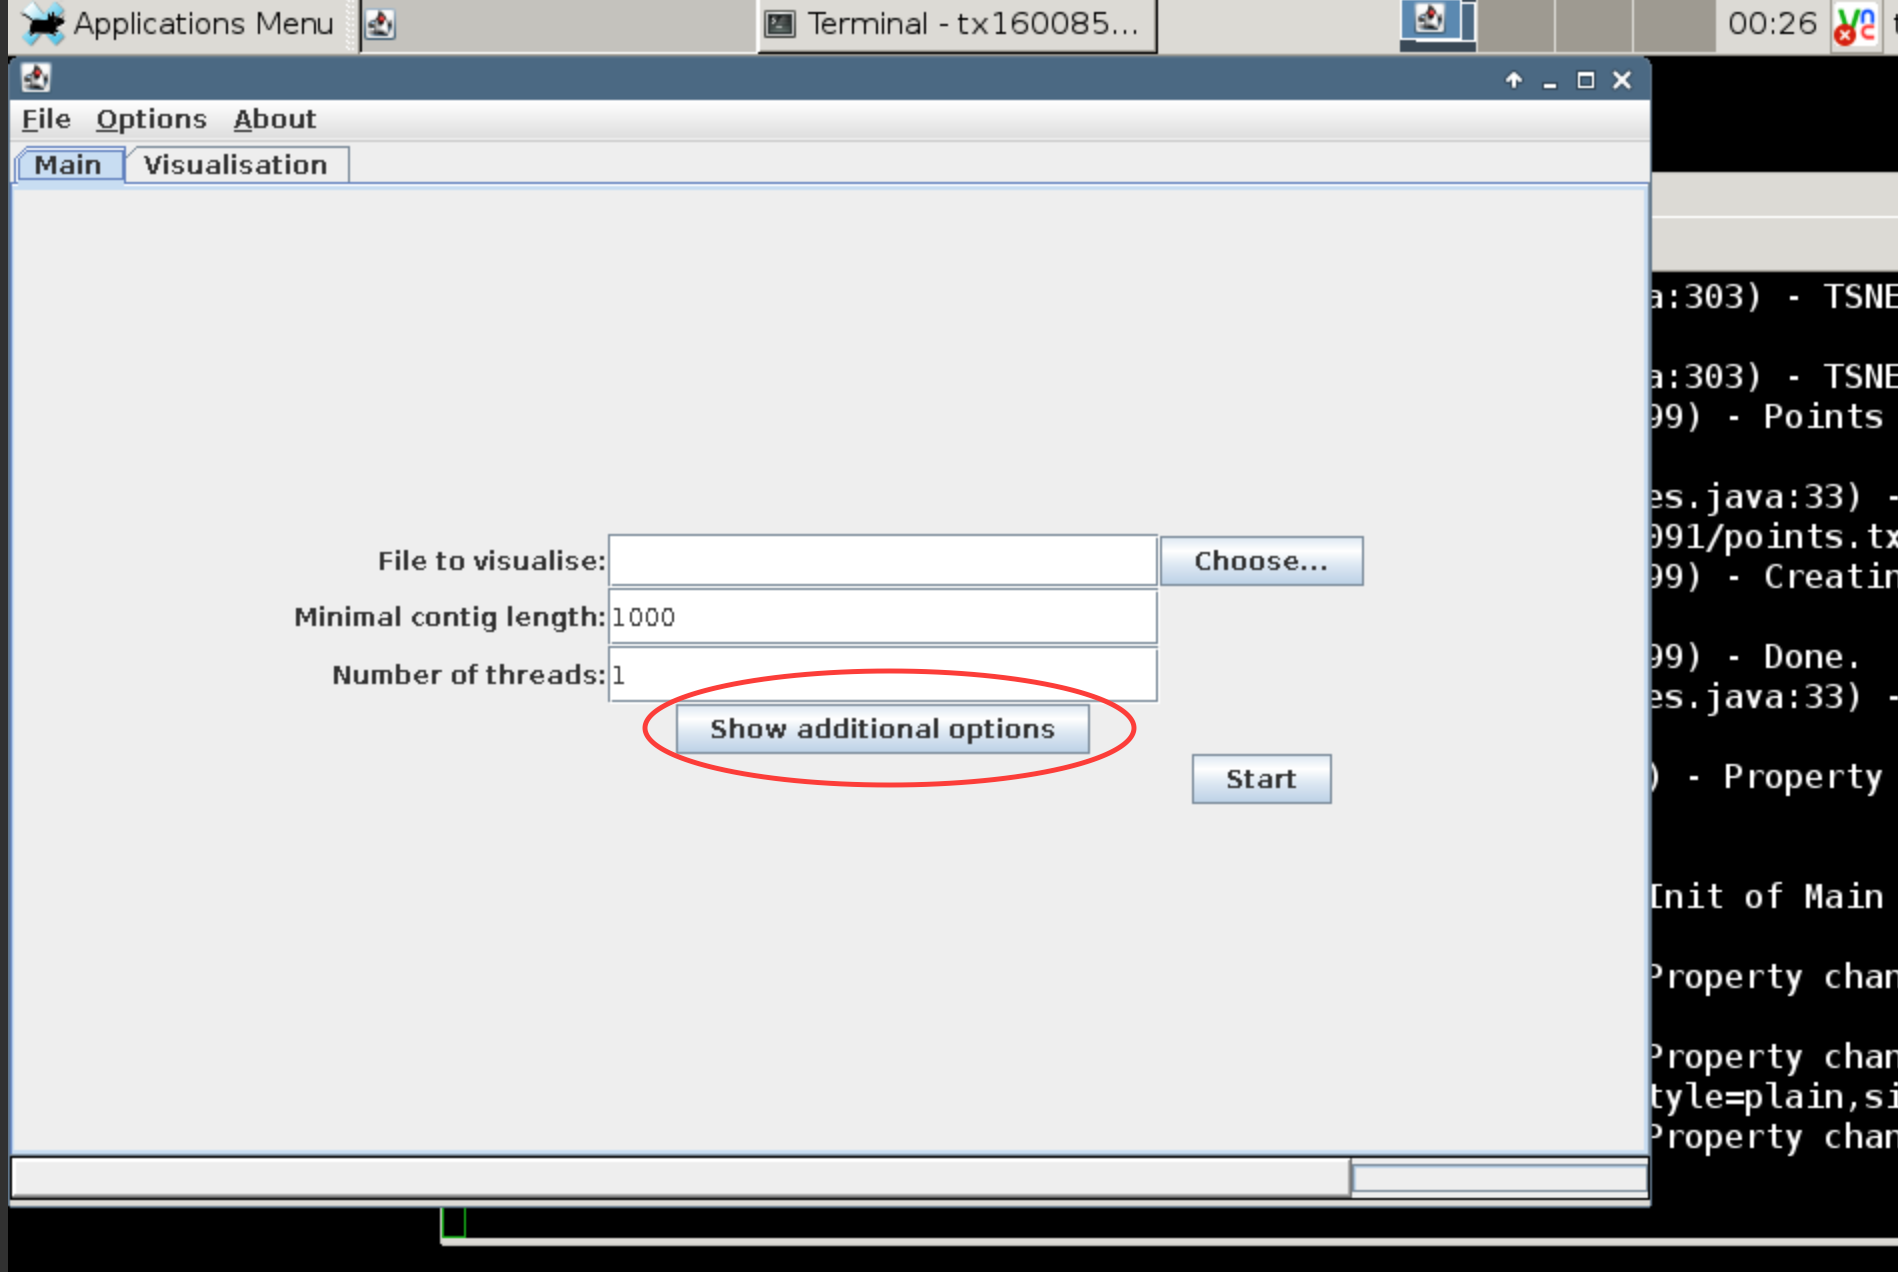 Applications Menu
Terminal - tx160085...
00:26
File Options About
Main Visualisation
File to visualise: Choose...
Minimal contig length: 1000
Number of threads: 1
Show additional options
Start
a:303) - TSNE
a:303) - TSNE
99) - Points
es.java:33) -
091/points.tx
99) - Creatin
99) - Done.
es.java:33) -
) - Property
Init of Main
Property chan
Property chan
tyle=plain,si
Property chan